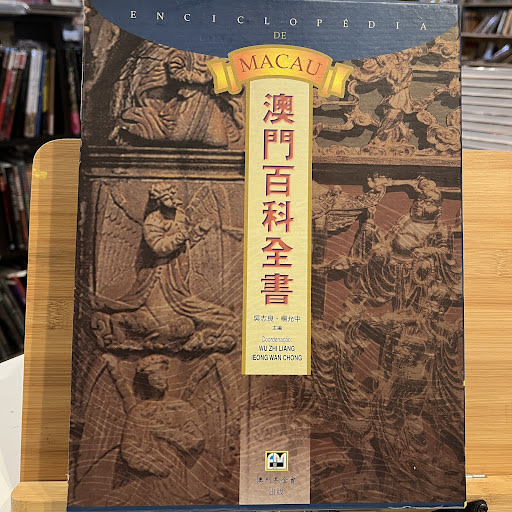 ENCICLOPÉDIA
DE
MACAU
澳門百科全書
吳志良·楊允中
主編
Coordenação:
WU ZHI LIANG
IEONG WAN CHONG
澳門基金會
出版